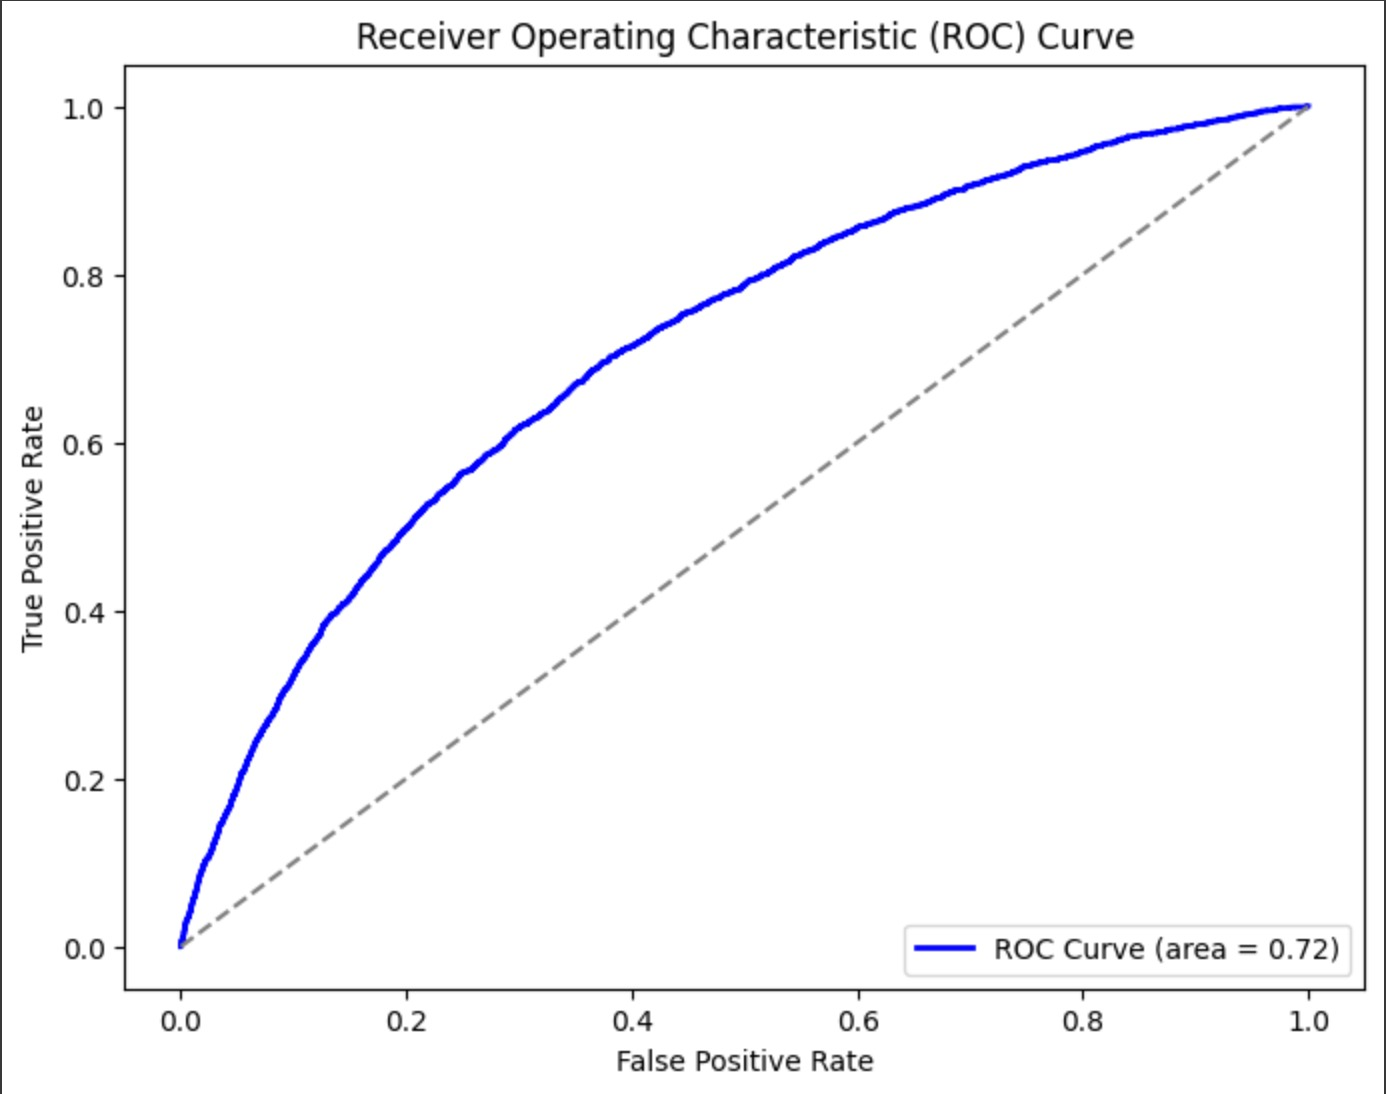 Receiver Operating Characteristic (ROC) Curve
1.0
0.8
0.6
0.4
0.2
0.0
True Positive Rate
ROC Curve (area = 0.72)
0.0 0.2 0.4 0.6 0.8 1.0
False Positive Rate